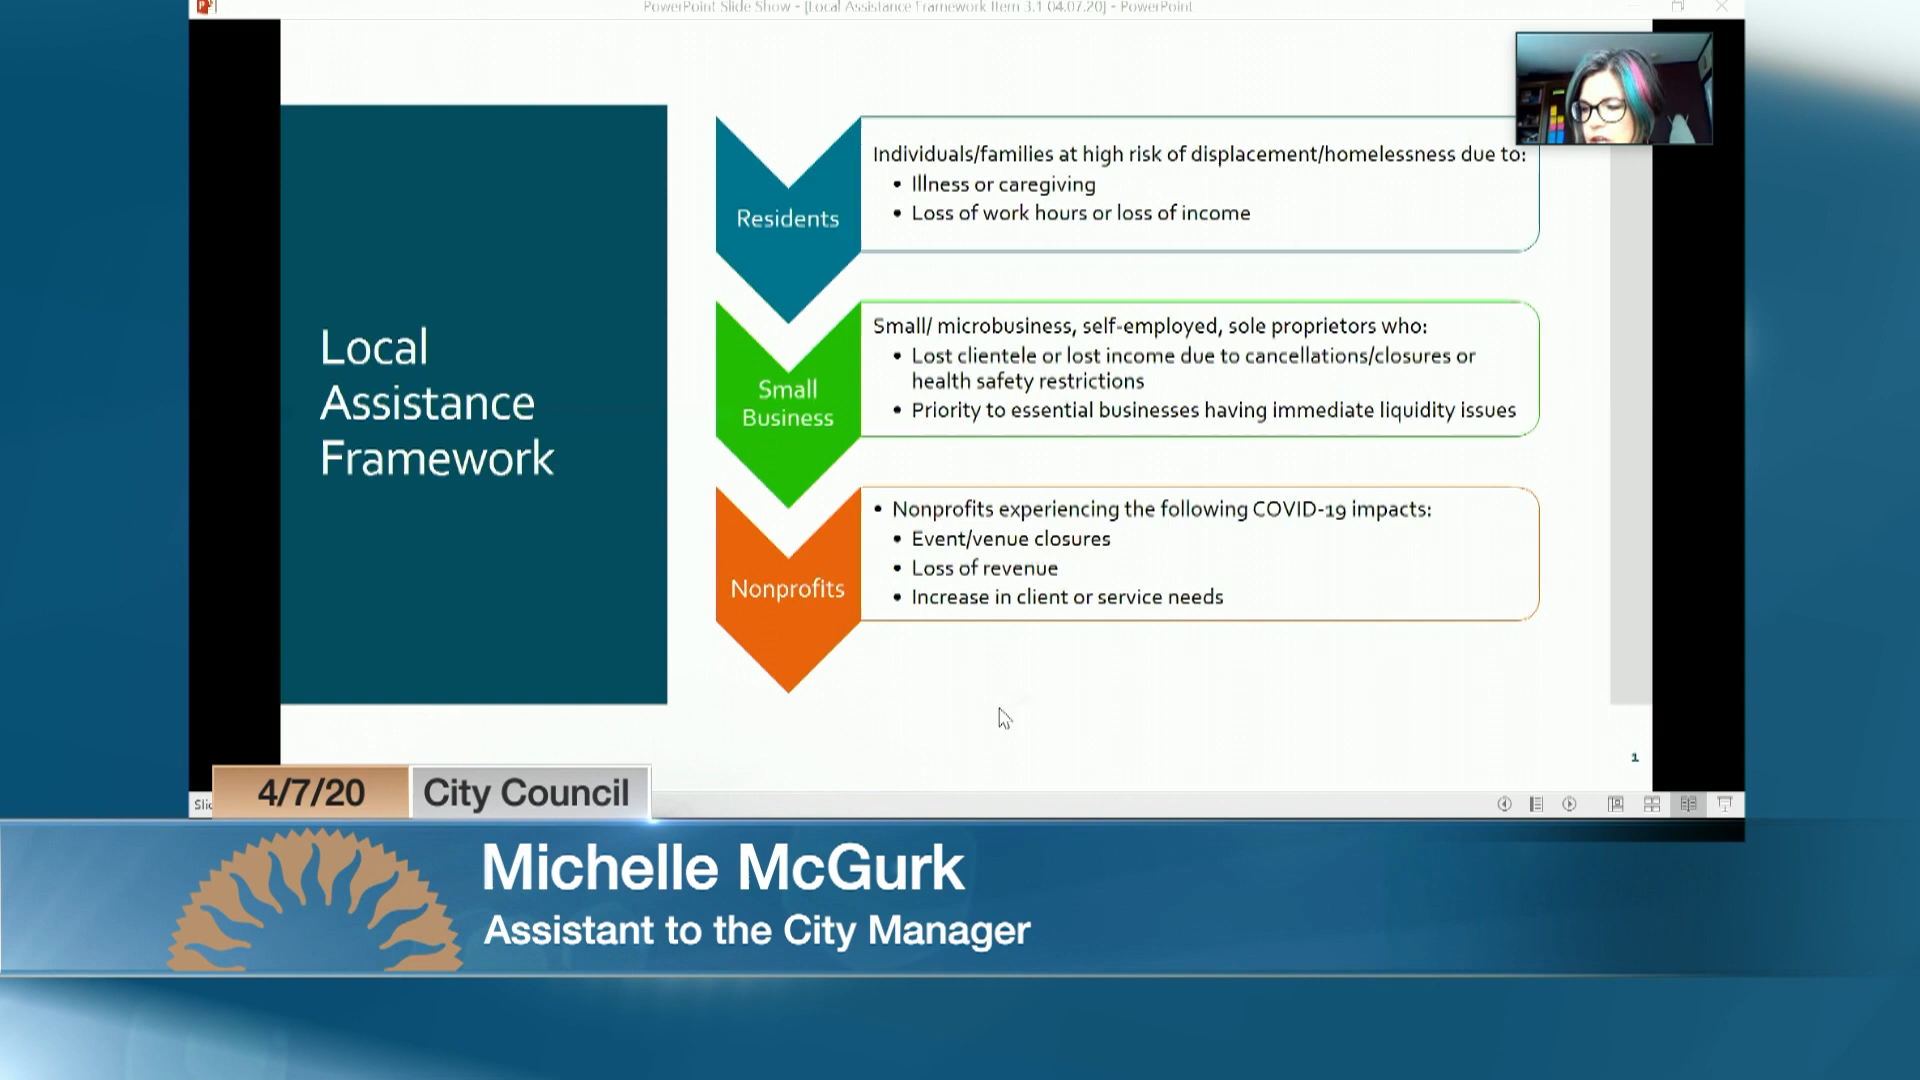 PowerPoint Slide Show - [Local Assistance Framework Item 3.1 04.07.20] - PowerPoint
Local
Assistance
Framework
Residents
Individuals/families at high risk of displacement/homelessness due to:
• Illness or caregiving
• Loss of work hours or loss of income
Small
Business
Small/ microbusiness, self-employed, sole proprietors who:
• Lost clientele or lost income due to cancellations/closures or
health safety restrictions
• Priority to essential businesses having immediate liquidity issues
Nonprofits
• Nonprofits experiencing the following COVID-19 impacts:
• Event/venue closures
• Loss of revenue
• Increase in client or service needs
1
4/7/20
City Council
Michelle McGurk
Assistant to the City Manager